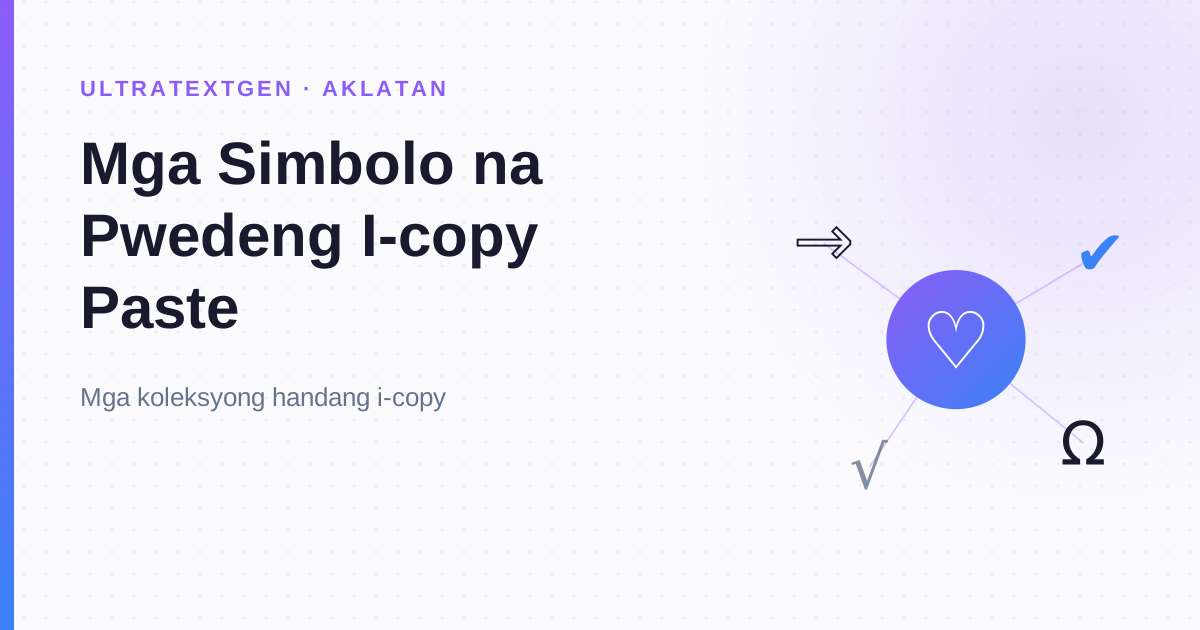 ULTRATEXTGEN · AKLATAN
Mga Simbolo na
Pwedeng I-copy
Paste
Mga koleksyong handang i-copy
⇒ ✔
♡
√ Ω